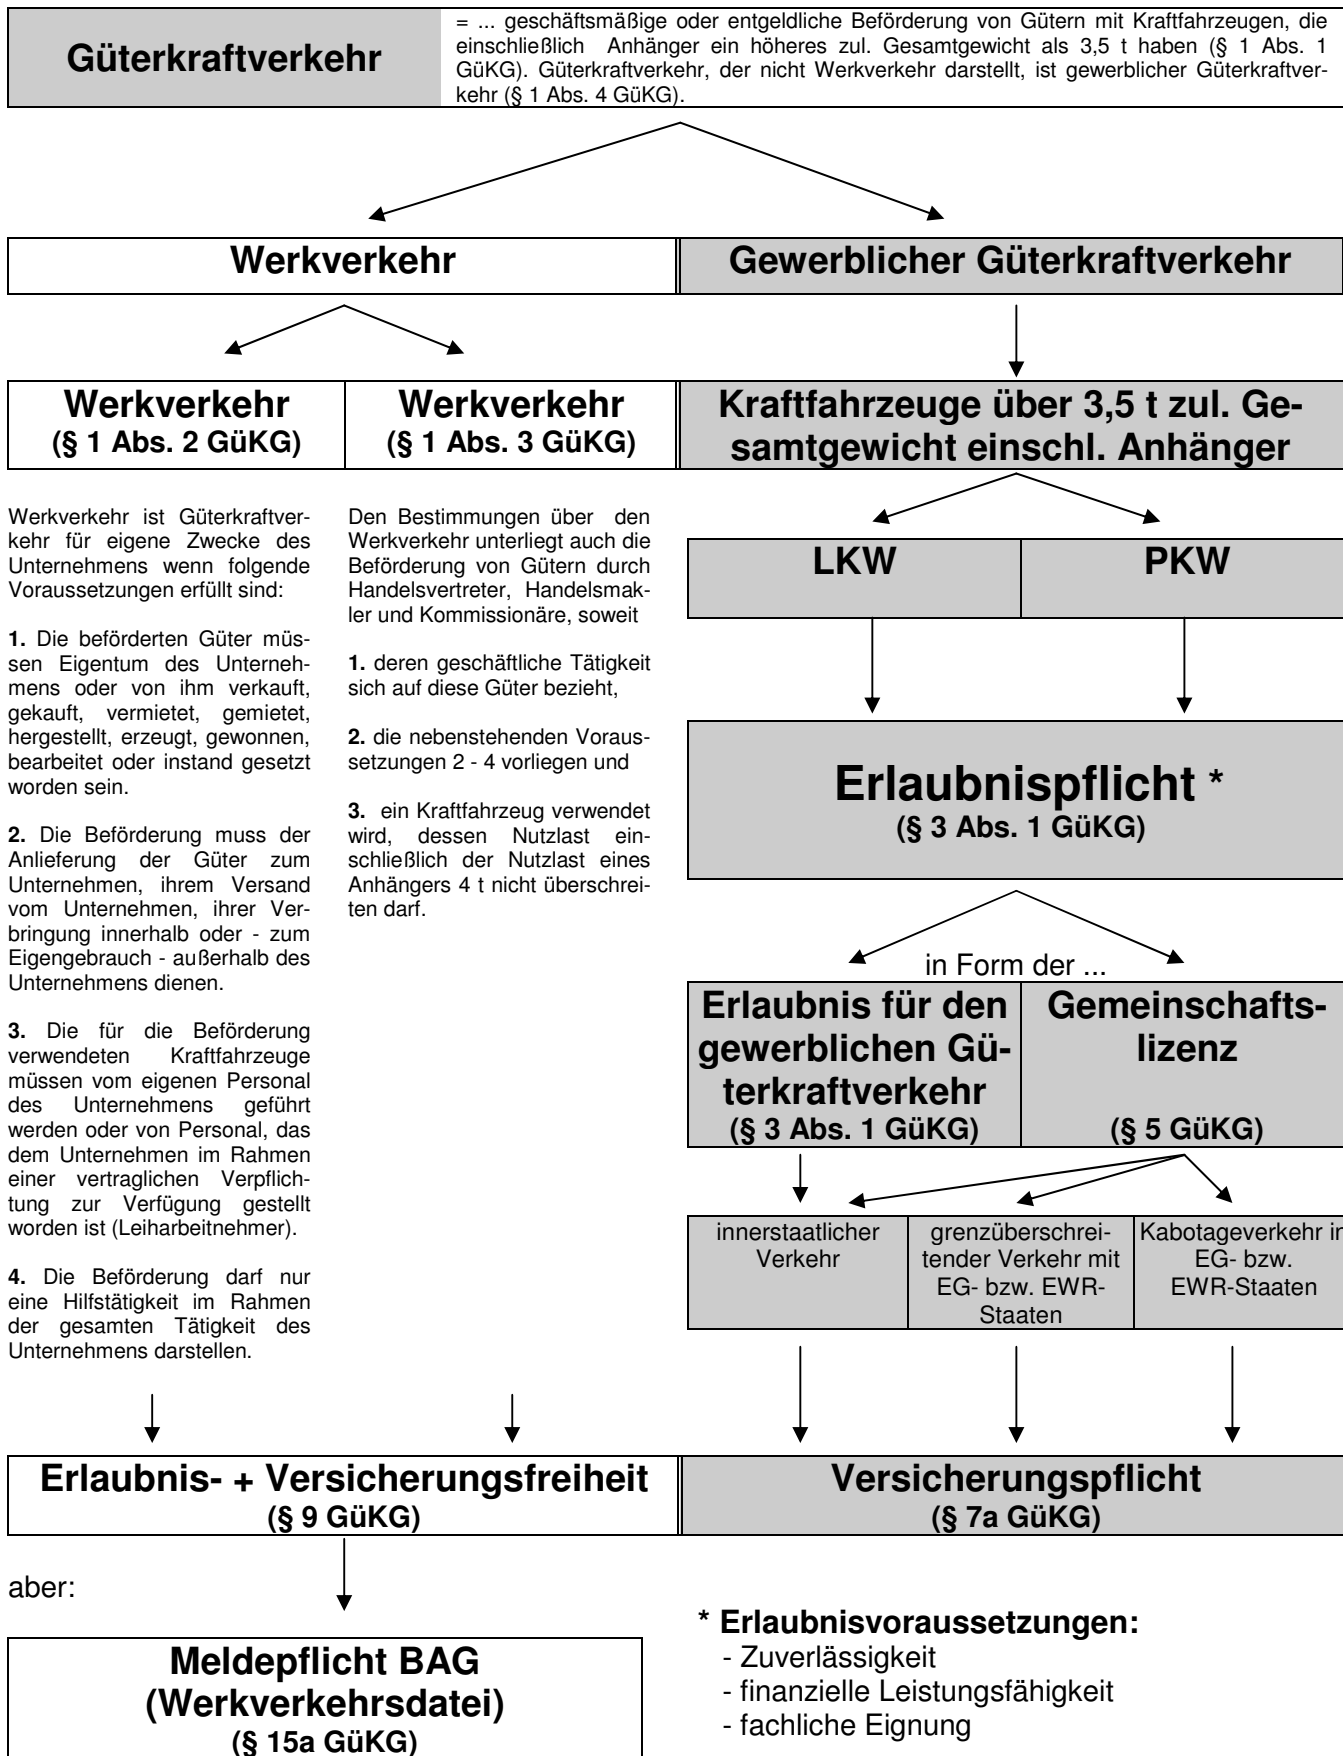 Güterkraftverkehr
= ... geschäftsmäßige oder entgeldliche Beförderung von Gütern mit Kraftfahrzeugen, die
einschließlich Anhänger ein höheres zul. Gesamtgewicht als 3,5 t haben (§ 1 Abs. 1
GüKG). Güterkraftverkehr, der nicht Werkverkehr darstellt, ist gewerblicher Güterkraftver-
kehr (§ 1 Abs. 4 GüKG).
Werkverkehr
Gewerblicher Güterkraftverkehr
Werkverkehr
(§ 1 Abs. 2 GüKG)
Werkverkehr
(§ 1 Abs. 3 GüKG)
Kraftfahrzeuge über 3,5 t zul. Ge-
samtgewicht einschl. Anhänger
Werkverkehr ist Güterkraftver-
kehr für eigene Zwecke des
Unternehmens wenn folgende
Voraussetzungen erfüllt sind:
1. Die beförderten Güter müs-
sen Eigentum des Unterneh-
mens oder von ihm verkauft,
gekauft, vermietet, gemietet,
hergestellt, erzeugt, gewonnen,
bearbeitet oder instand gesetzt
worden sein.
2. Die Beförderung muss der
Anlieferung der Güter zum
Unternehmen, ihrem Versand
vom Unternehmen, ihrer Ver-
bringung innerhalb oder - zum
Eigengebrauch - außerhalb des
Unternehmens dienen.
3. Die für die Beförderung
verwendeten Kraftfahrzeuge
müssen vom eigenen Personal
des Unternehmens geführt
werden oder von Personal, das
dem Unternehmen im Rahmen
einer vertraglichen Verpflich-
tung zur Verfügung gestellt
worden ist (Leiharbeitnehmer).
4. Die Beförderung darf nur
eine Hilfstätigkeit im Rahmen
der gesamten Tätigkeit des
Unternehmens darstellen.
Den Bestimmungen über den
Werkverkehr unterliegt auch die
Beförderung von Gütern durch
Handelsvertreter, Handelsmak-
ler und Kommissionäre, soweit
1. deren geschäftliche Tätigkeit
sich auf diese Güter bezieht,
2. die nebenstehenden Voraus-
setzungen 2 - 4 vorliegen und
3. ein Kraftfahrzeug verwendet
wird, dessen Nutzlast ein-
schließlich der Nutzlast eines
Anhängers 4 t nicht überschrei-
ten darf.
LKW
PKW
Erlaubnispflicht *
(§ 3 Abs. 1 GüKG)
in Form der ...
Erlaubnis für den
gewerblichen Gü-
terkraftverkehr
(§ 3 Abs. 1 GüKG)
Gemeinschafts-
lizenz
(§ 5 GüKG)
innerstaatlicher
Verkehr
grenzüberschrei-
tender Verkehr mit
EG- bzw. EWR-
Staaten
Kabotageverkehr in
EG- bzw.
EWR-Staaten
Erlaubnis- + Versicherungsfreiheit
(§ 9 GüKG)
Versicherungspflicht
(§ 7a GüKG)
aber:
Meldepflicht BAG
(Werkverkehrsdatei)
(§ 15a GüKG)
* Erlaubnisvoraussetzungen:
- Zuverlässigkeit
- finanzielle Leistungsfähigkeit
- fachliche Eignung